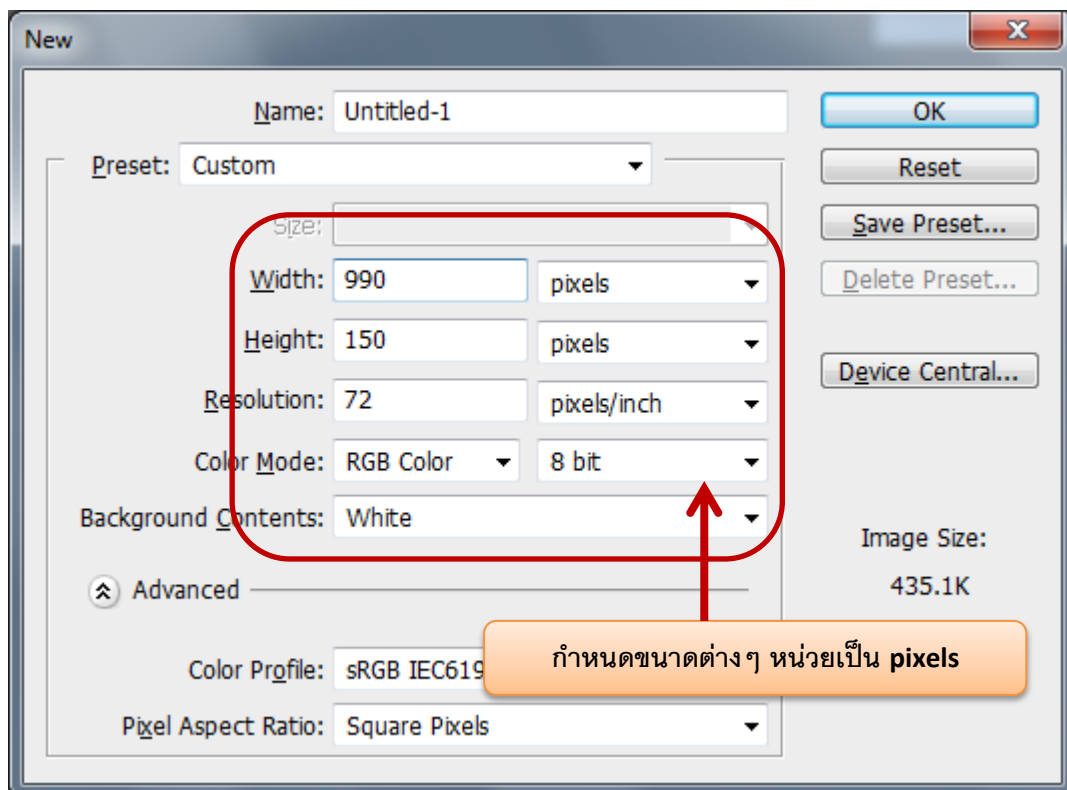 New
Name: Untitled-1
OK
Preset: Custom
Reset
Size:
Save Preset...
Width: 990 pixels
Delete Preset...
Height: 150 pixels
Device Central...
Resolution: 72 pixels/inch
Color Mode: RGB Color 8 bit
Background Contents: White
Image Size:
435.1K
Advanced
กำหนดขนาดต่างๆ หน่วยเป็น pixels
Color Profile: sRGB IEC619
Pixel Aspect Ratio: Square Pixels